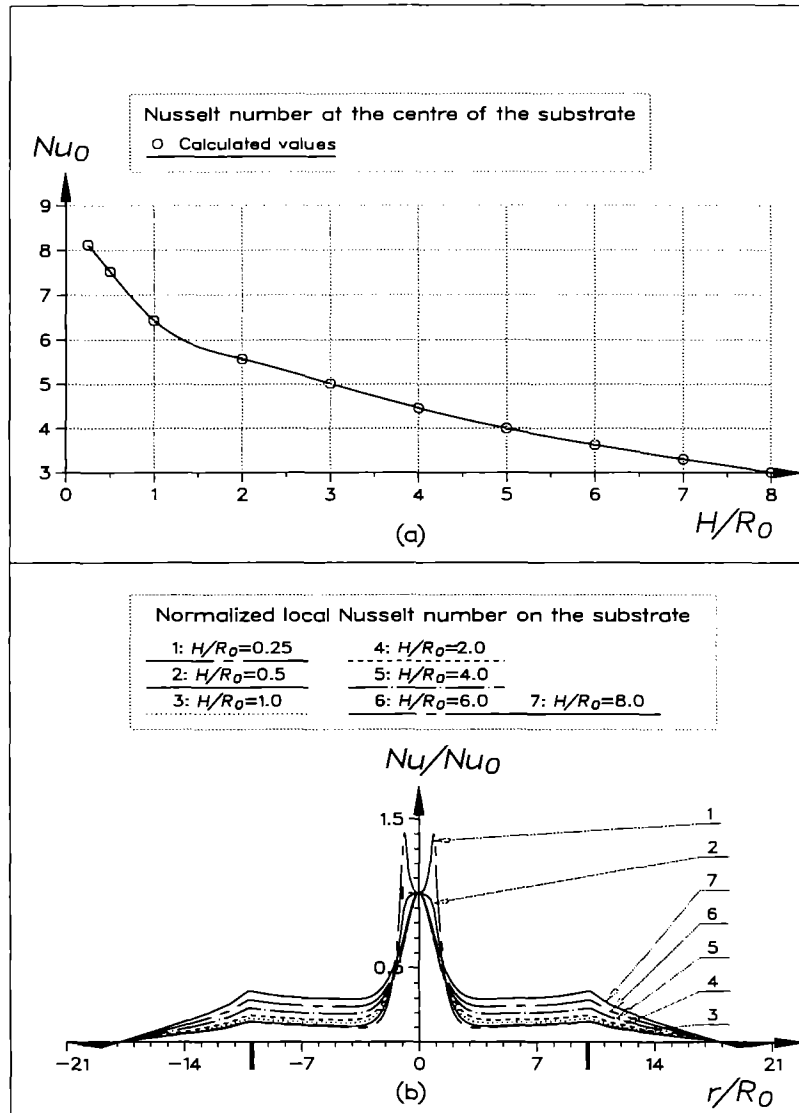 Nusselt number at the centre of the substrate
Calculated values
Nu0
9
8
7
6
5
4
3
0 1 2 3 4 5 6 7 8
H/R0
(a)
Normalized local Nusselt number on the substrate
1: H/R0=0.25 4: H/R0=2.0
2: H/R0=0.5 5: H/R0=4.0
3: H/R0=1.0 6: H/R0=6.0 7: H/R0=8.0
Nu/Nu0
1.5
1
2
7
6
0.5
5
4
3
-21 -14 -7 0 7 14 21
(b)
r/R0